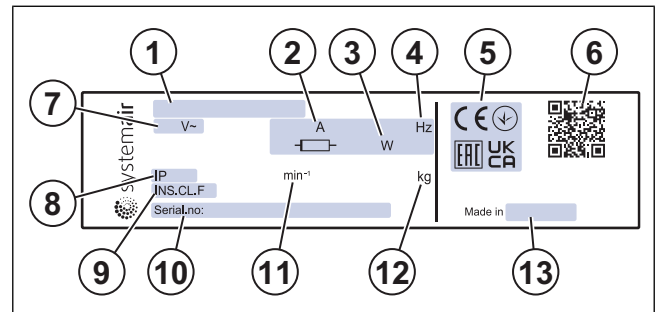 1 2 3 4 5 6
7 8 9 10 11 12 13
systemair
V~ A W Hz
IP min⁻¹ kg
INS.CL.F
Serial.no: Made in
CE EAC UK CA